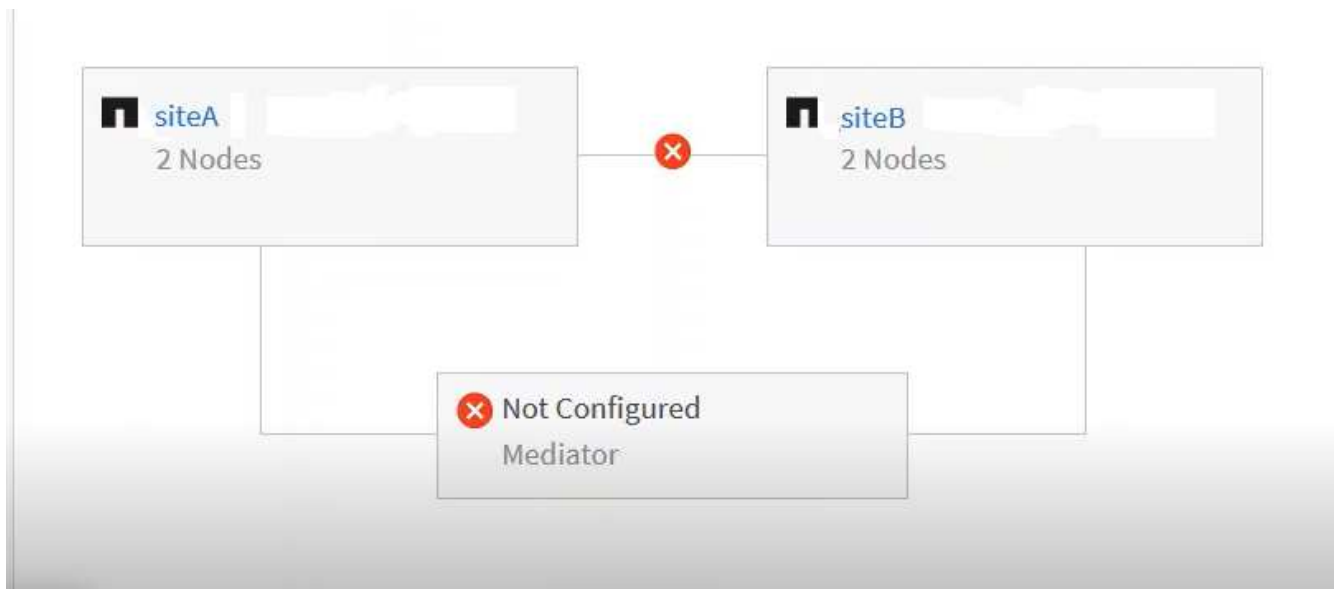 siteA
2 Nodes
siteB
2 Nodes
Not Configured
Mediator